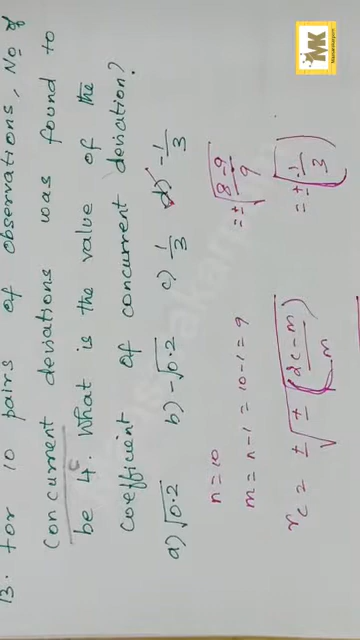 13. For 10 pairs of observations, No of
concurrent deviations was found to
be 4. What is the value of the
coefficient of concurrent deviation?
a) √0.2 b) -√0.2 c) 1/3 d) -1/3
n = 10
m = n-1 = 10-1 = 9
r_c = ± √ ± (2c-m)/m
= ± √ (8-9)/9
= ± (1/3)
MK